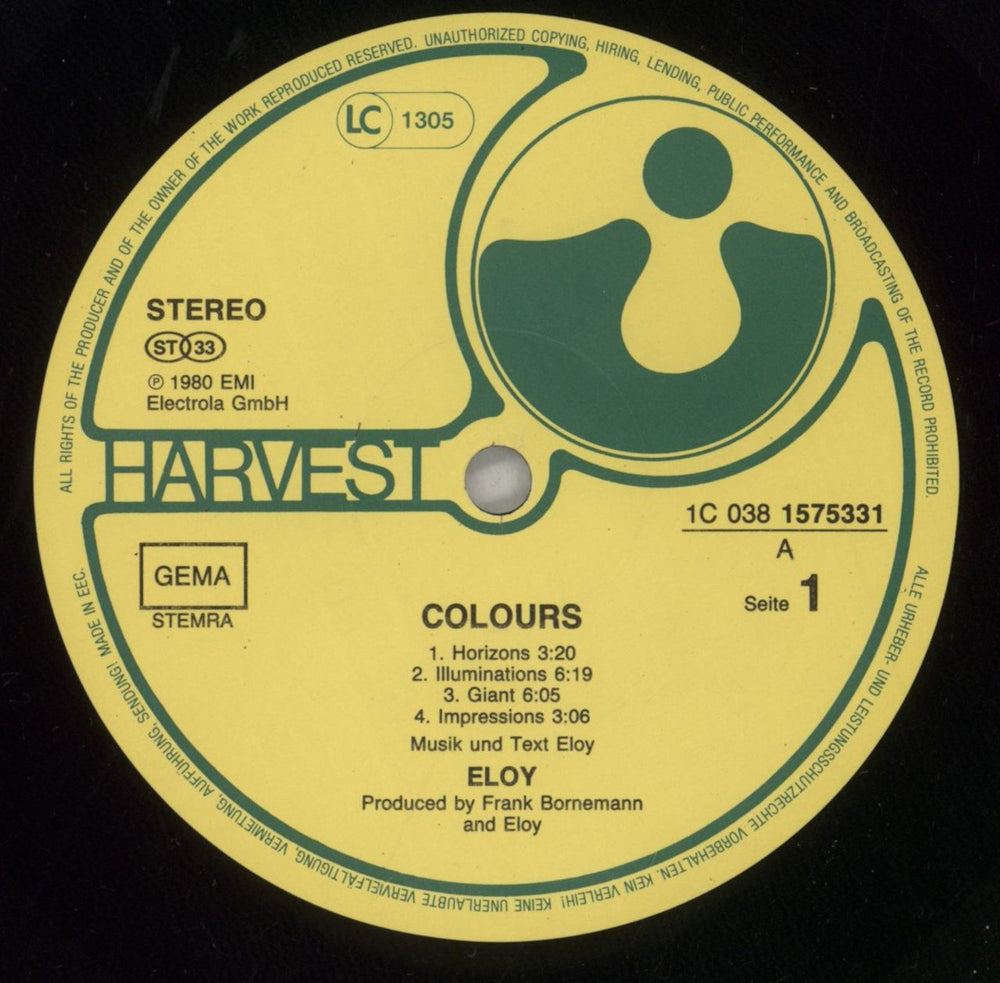 ALL RIGHTS OF THE PRODUCER AND OF THE OWNER OF THE WORK REPRODUCED RESERVED. UNAUTHORIZED COPYING, HIRING, LENDING, PUBLIC PERFORMANCE AND BROADCASTING OF THE RECORD PROHIBITED.
LC 1305
STEREO
ST 33
℗ 1980 EMI
Electrola GmbH
HARVEST
1C 038 1575331
A
Seite 1
GEMA
STEMRA
COLOURS
1. Horizons 3:20
2. Illuminations 6:19
3. Giant 6:05
4. Impressions 3:06
Musik und Text Eloy
ELOY
Produced by Frank Bornemann
and Eloy
ALLE URHEBER- UND LEISTUNGSSCHUTZRECHTE VORBEHALTEN. KEIN VERLEIH! KEINE UNERLAUBTE VERVIELFÄLTIGUNG, VERMIETUNG, AUFFÜHRUNG, SENDUNG! MADE IN EEC.